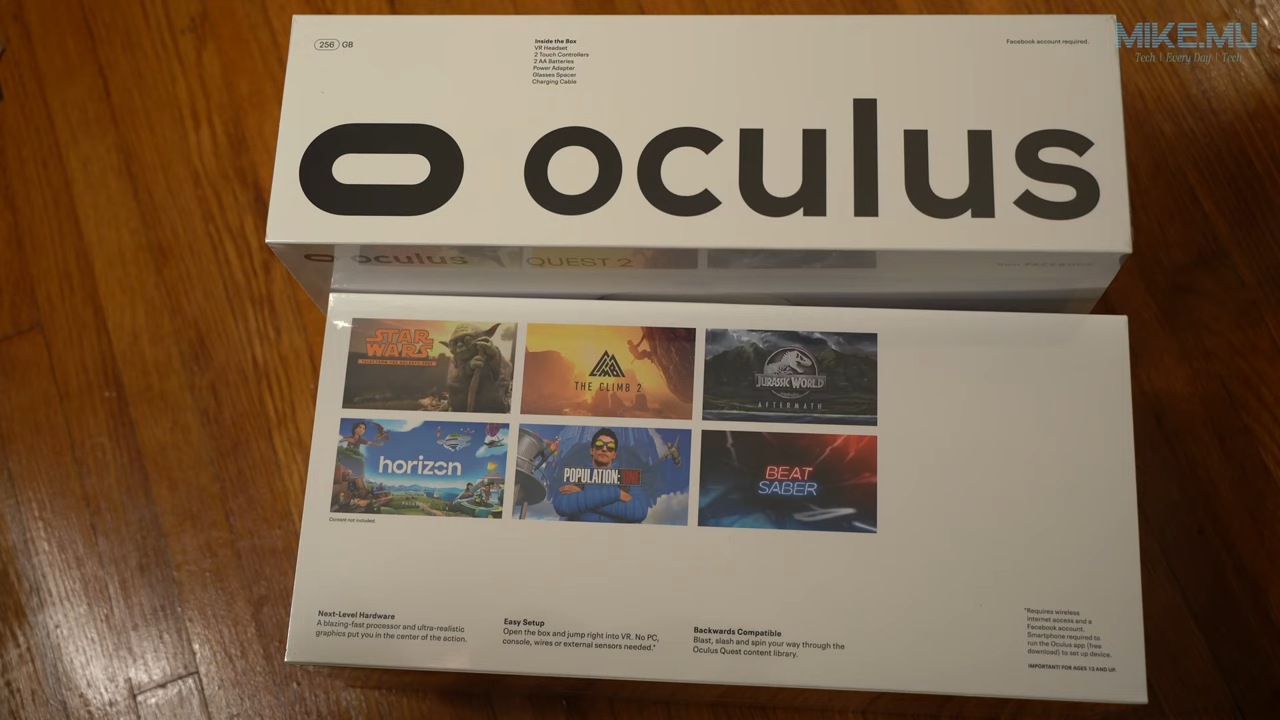 256 GB
Inside the Box
VR Headset
2 Touch Controllers
2 AA Batteries
Power Adapter
Glasses Spacer
Charging Cable
Facebook account required.
MIKE.MU
Tech | Every Day | Tech
oculus
oculus
QUEST 2
STAR WARS
THE CLIMB 2
JURASSIC WORLD
AFTERMATH
horizon
POPULATION: ONE
BEAT
SABER
Content not included.
Next-Level Hardware
A blazing-fast processor and ultra-realistic
graphics put you in the center of the action.
Easy Setup
Open the box and jump right into VR. No PC,
console, wires or external sensors needed.*
Backwards Compatible
Blast, slash and spin your way through the
Oculus Quest content library.
*Requires wireless
internet access and a
Facebook account.
Smartphone required to
run the Oculus app (free
download) to set up device.
IMPORTANT! FOR AGES 13 AND UP.